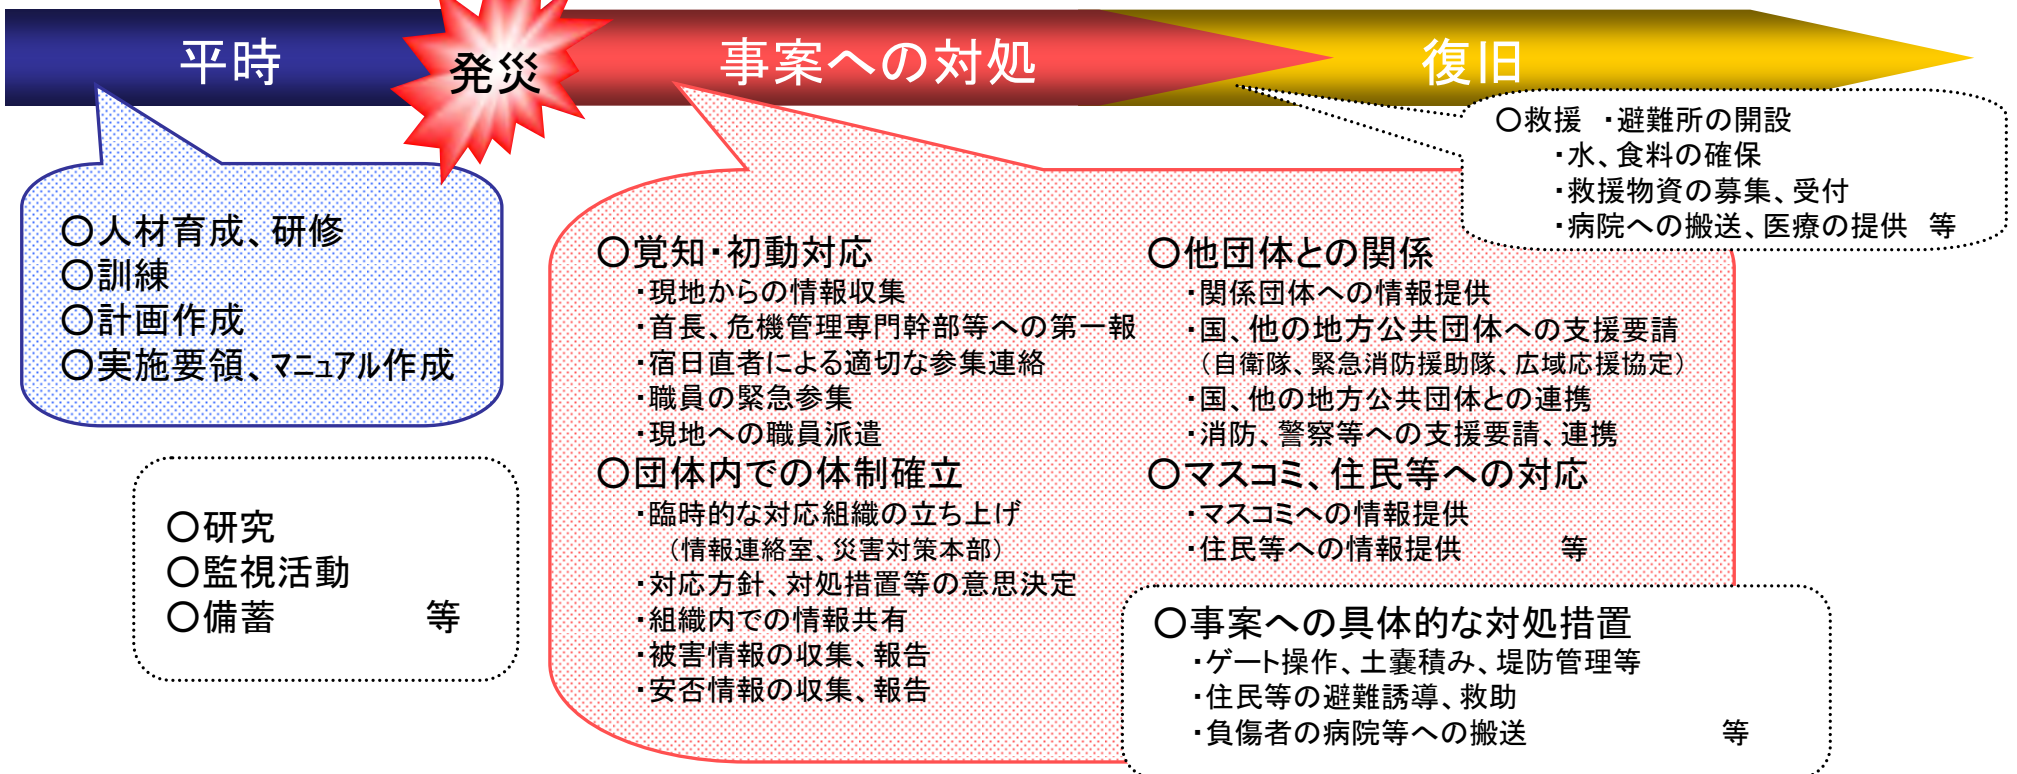 平時
発災
事案への対処
復旧
〇人材育成、研修
〇訓練
〇計画作成
〇実施要領、マニュアル作成
〇研究
〇監視活動
〇備蓄 等
〇覚知・初動対応
・現地からの情報収集
・首長、危機管理専門幹部等への第一報
・宿日直者による適切な参集連絡
・職員の緊急参集
・現地への職員派遣
〇団体内での体制確立
・臨時的な対応組織の立ち上げ
（情報連絡室、災害対策本部）
・対応方針、対処措置等の意思決定
・組織内での情報共有
・被害情報の収集、報告
・安否情報の収集、報告
〇他団体との関係
・関係団体への情報提供
・国、他の地方公共団体への支援要請
（自衛隊、緊急消防援助隊、広域応援協定）
・国、他の地方公共団体との連携
・消防、警察等への支援要請、連携
〇マスコミ、住民等への対応
・マスコミへの情報提供
・住民等への情報提供 等
〇事案への具体的な対処措置
・ゲート操作、土嚢積み、堤防管理等
・住民等の避難誘導、救助
・負傷者の病院等への搬送 等
〇救援 ・避難所の開設
・水、食料の確保
・救援物資の募集、受付
・病院への搬送、医療の提供 等